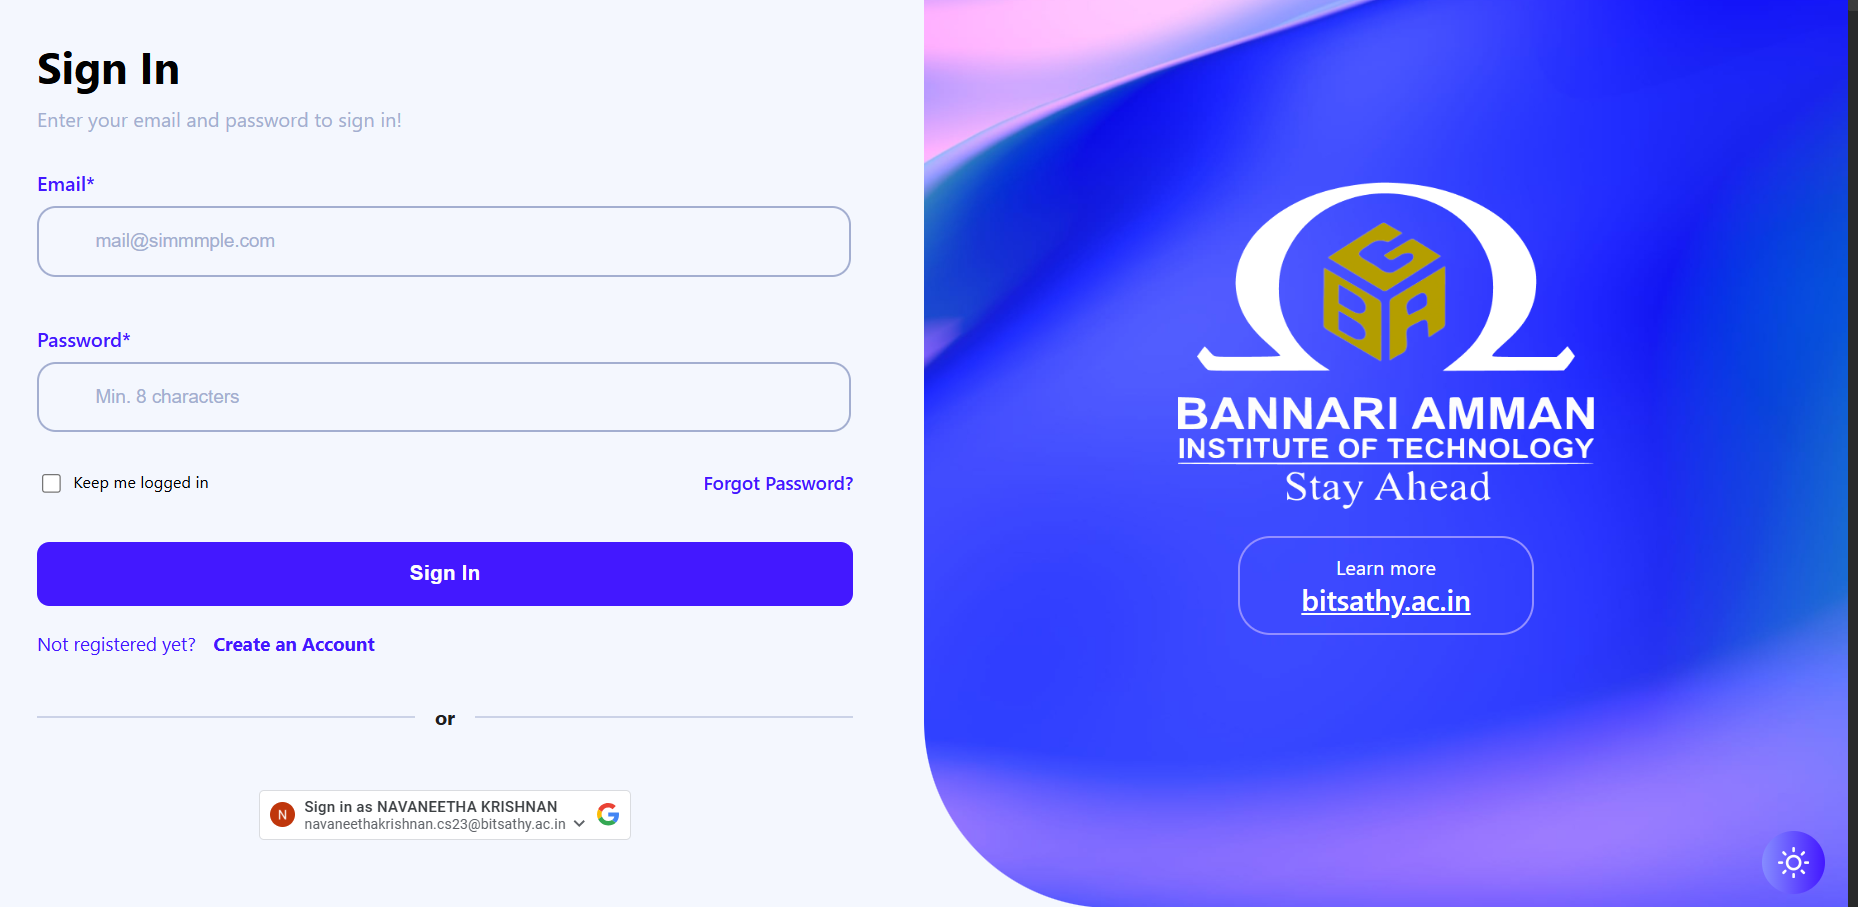 Sign In
Enter your email and password to sign in!
Email*
mail@simmmple.com
Password*
Min. 8 characters
Keep me logged in
Forgot Password?
Sign In
Not registered yet? Create an Account
or
N
Sign in as NAVANEETHA KRISHNAN
navaneethakrishnan.cs23@bitsathy.ac.in
G
B A
BANNARI AMMAN
INSTITUTE OF TECHNOLOGY
Stay Ahead
Learn more
bitsathy.ac.in